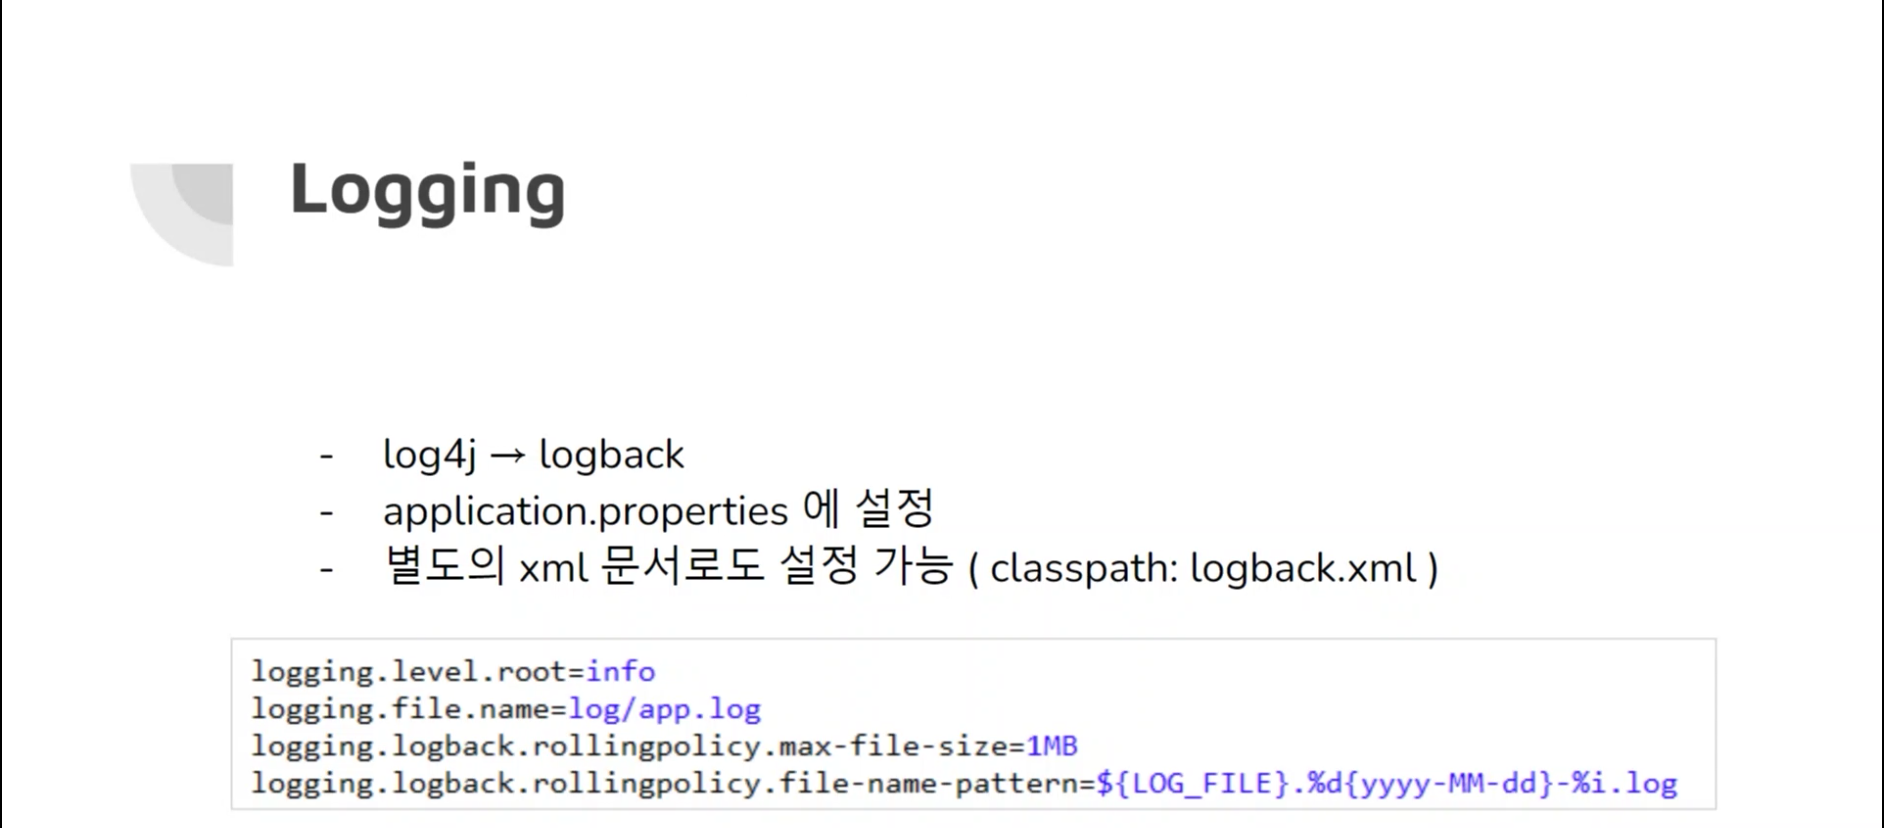 Logging
- log4j → logback
- application.properties 에 설정
- 별도의 xml 문서로도 설정 가능 ( classpath: logback.xml )
logging.level.root=info
logging.file.name=log/app.log
logging.logback.rollingpolicy.max-file-size=1MB
logging.logback.rollingpolicy.file-name-pattern=${LOG_FILE}.%d{yyyy-MM-dd}-%i.log